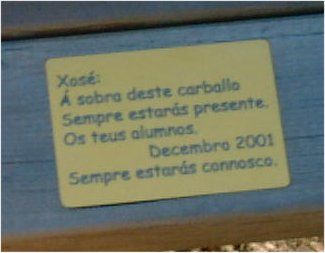 Xosé:
Á sobra deste carballo
Sempre estarás presente.
Os teus alumnos.
Decembro 2001
Sempre estarás connosco.